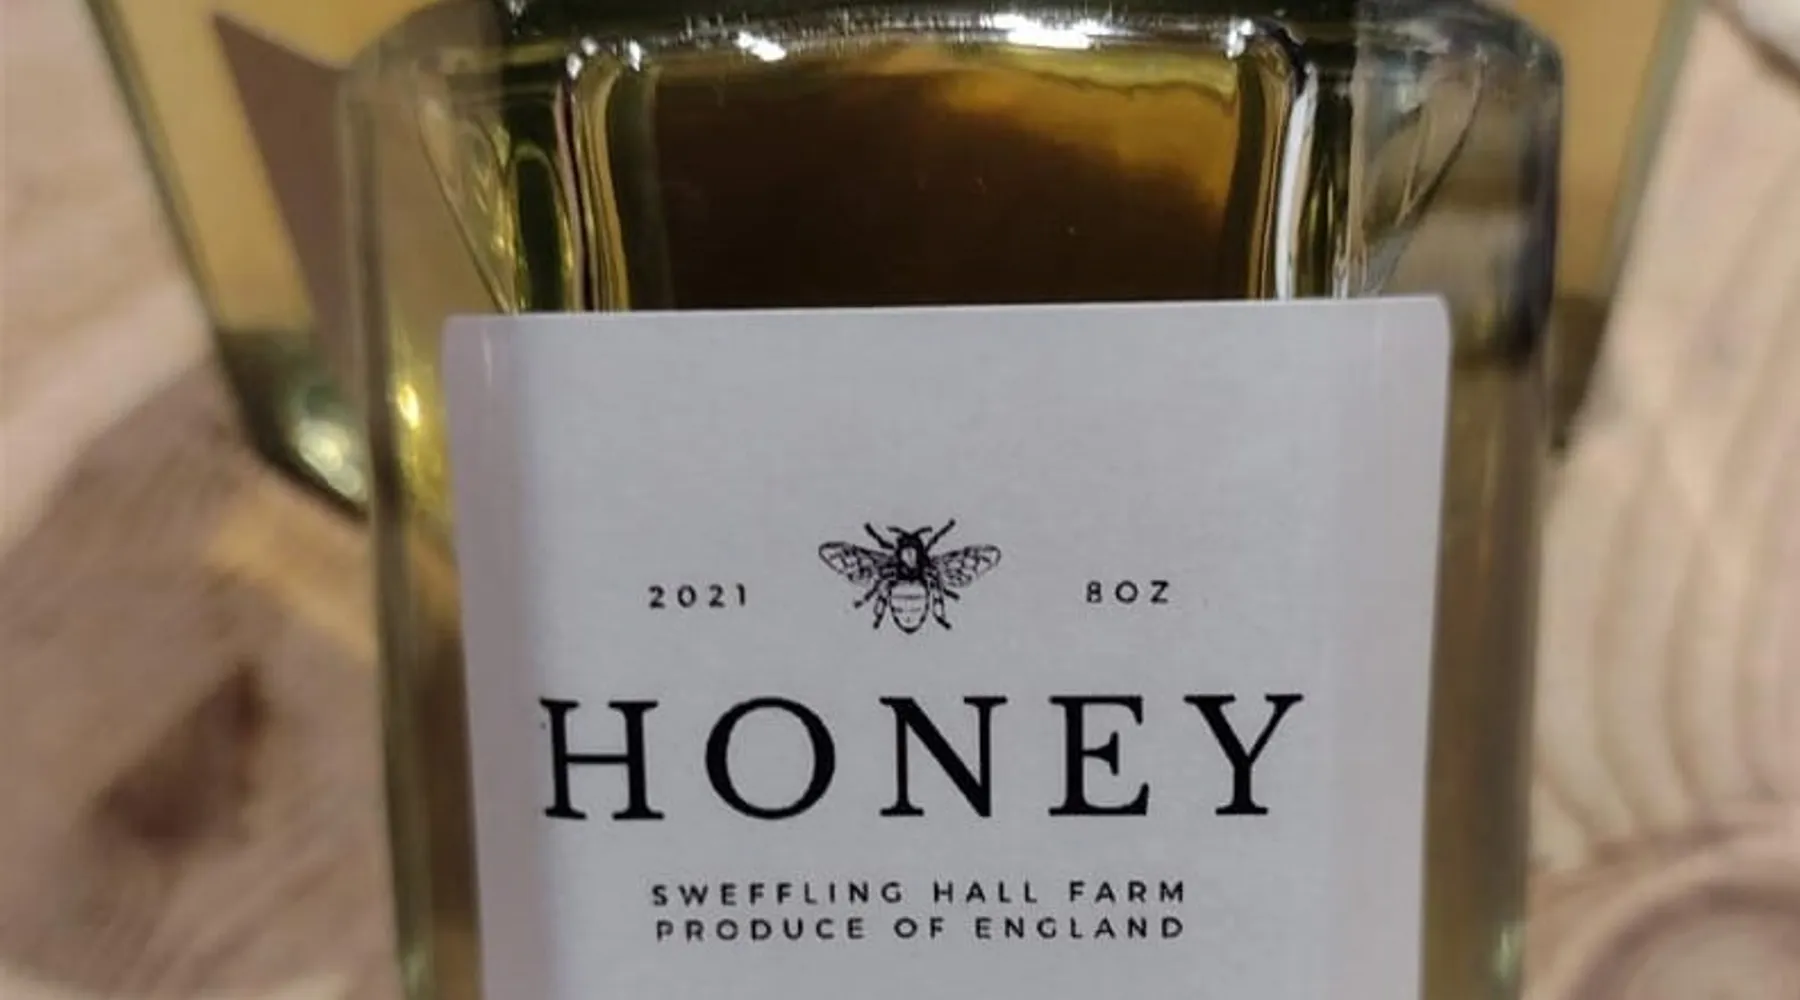 2021 8OZ
HONEY
SWEFFLING HALL FARM
PRODUCE OF ENGLAND